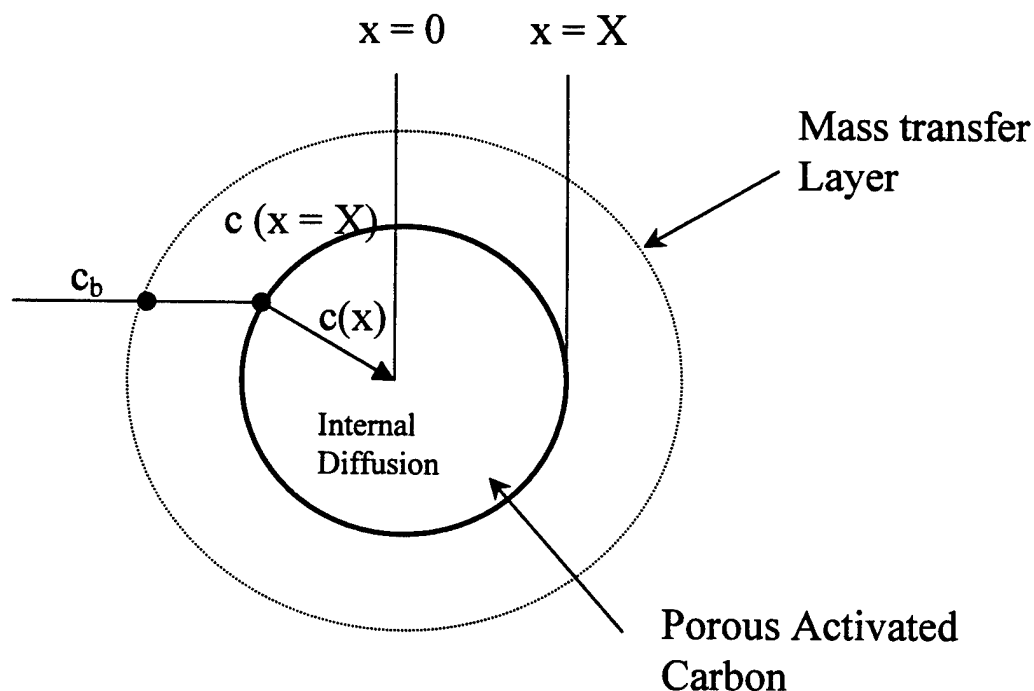 x = 0
x = X
Mass transfer
Layer
c (x = X)
c_b
c(x)
Internal
Diffusion
Porous Activated
Carbon